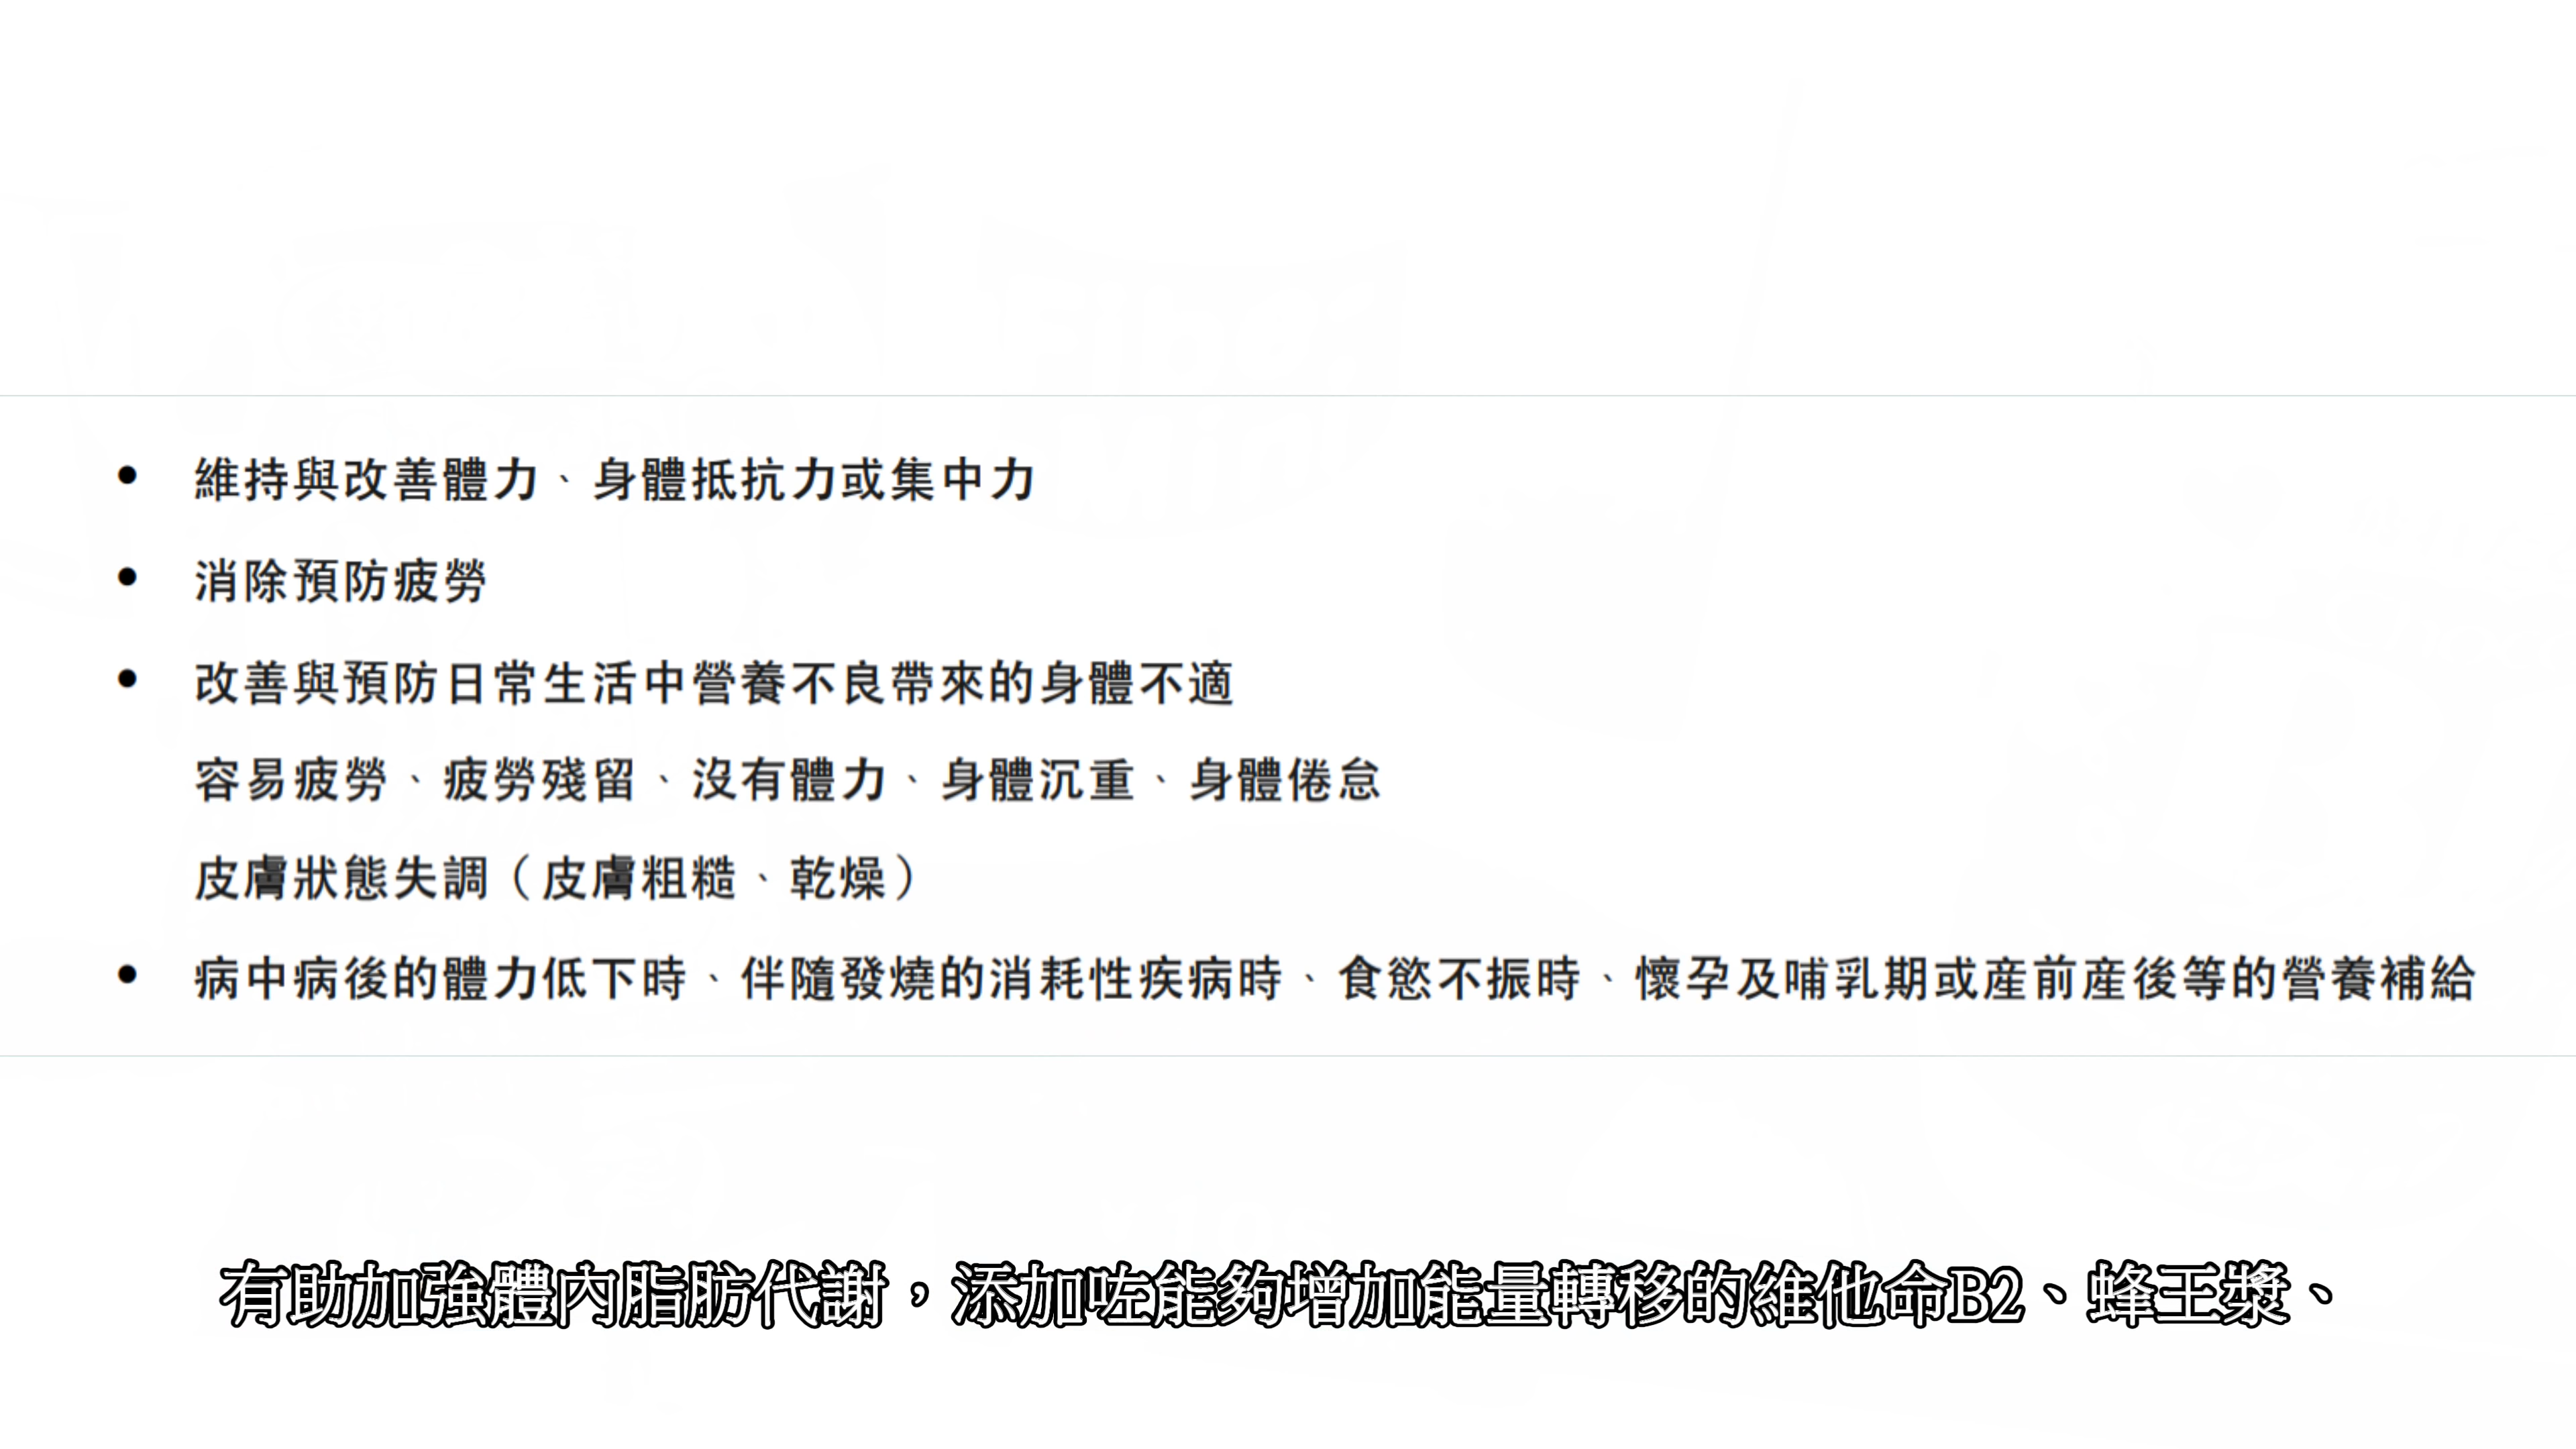 • 維持與改善體力、身體抵抗力或集中力
• 消除預防疲勞
• 改善與預防日常生活中營養不良帶來的身體不適
容易疲勞、疲勞殘留、沒有體力、身體沉重、身體倦怠
皮膚狀態失調（皮膚粗糙、乾燥）
• 病中病後的體力低下時、伴隨發燒的消耗性疾病時、食慾不振時、懷孕及哺乳期或産前産後等的營養補給
有助加強體內脂肪代謝，添加咗能夠增加能量轉移的維他命B2、蜂王漿、